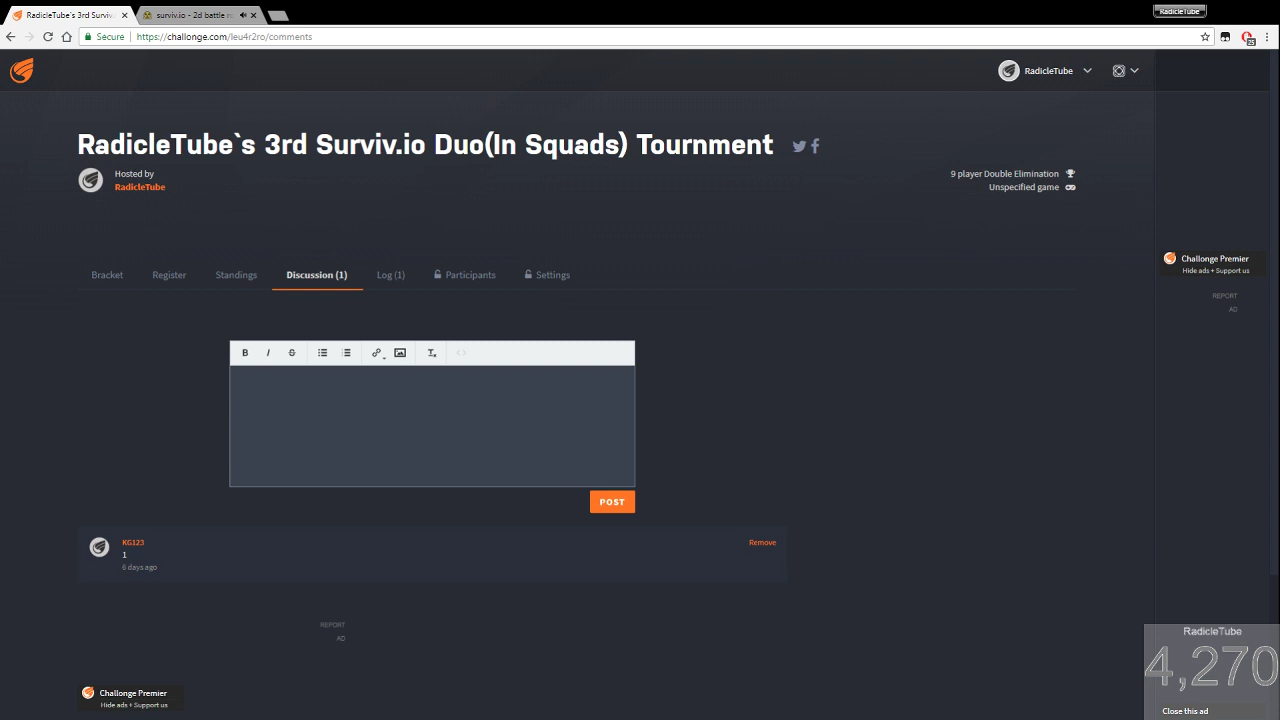 RadicleTube's 3rd Surviv
surviv.io - 2d battle
RadicleTube
Secure
https://challonge.com/leu4r2ro/comments
25
RadicleTube
RadicleTube`s 3rd Surviv.io Duo(In Squads) Tournment
Hosted by
RadicleTube
9 player Double Elimination
Unspecified game
Bracket
Register
Standings
Discussion (1)
Log (1)
Participants
Settings
Challonge Premier
Hide ads + Support us
REPORT
AD
B I S
POST
KG123
Remove
1
6 days ago
REPORT
AD
Challonge Premier
Hide ads + Support us
RadicleTube
4,270
Close this ad